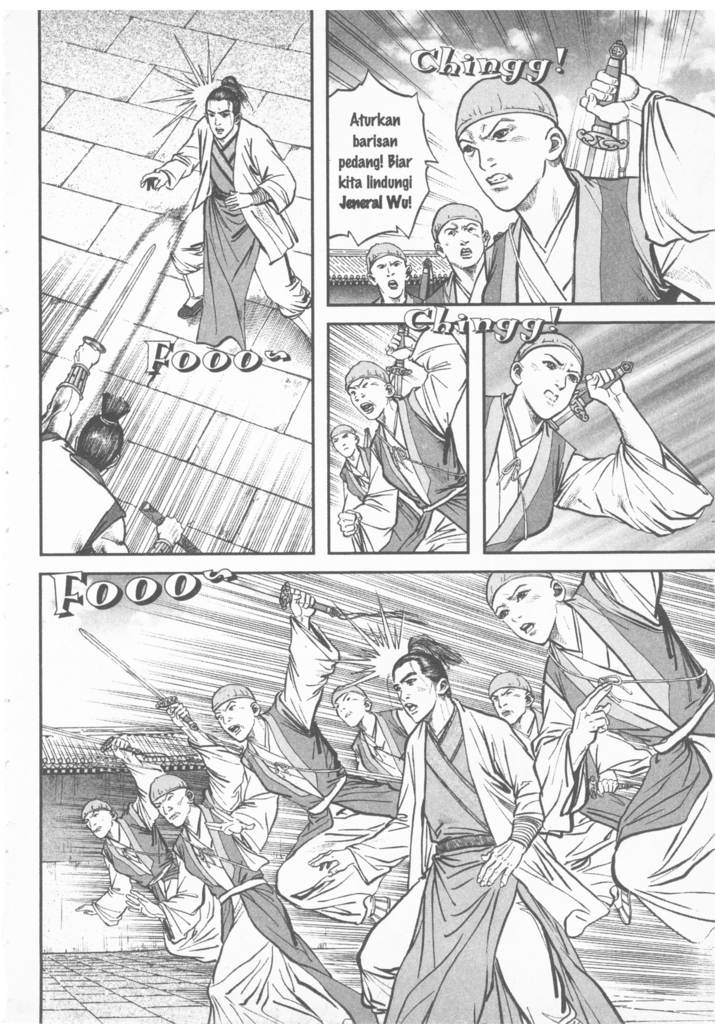 Fooo~
Chingg!
Aturkan
barisan
pedang! Biar
kita lindungi
Jeneral Wu!
Chingg!
Fooo~